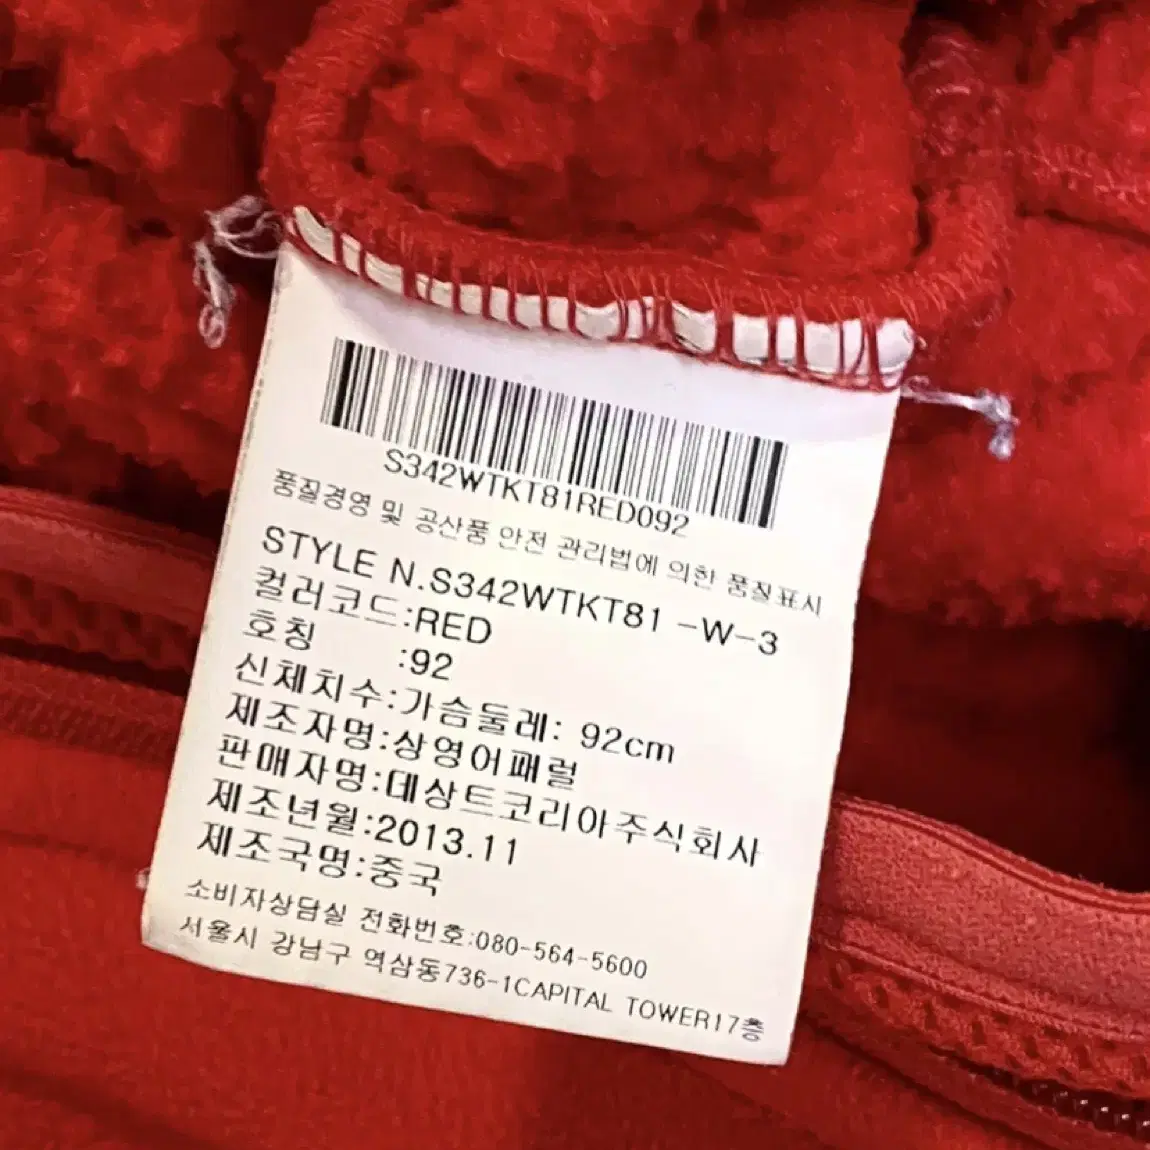 S342WTKT81RED092
품질경영 및 공산품 안전 관리법에 의한 품질표시
STYLE N.S342WTKT81 -W-3
컬러코드:RED
호칭 :92
신체치수:가슴둘레: 92cm
제조자명:상영어패럴
판매자명:데상트코리아주식회사
제조년월:2013.11
제조국명:중국
소비자상담실 전화번호:080-564-5600
서울시 강남구 역삼동736-1CAPITAL TOWER17층